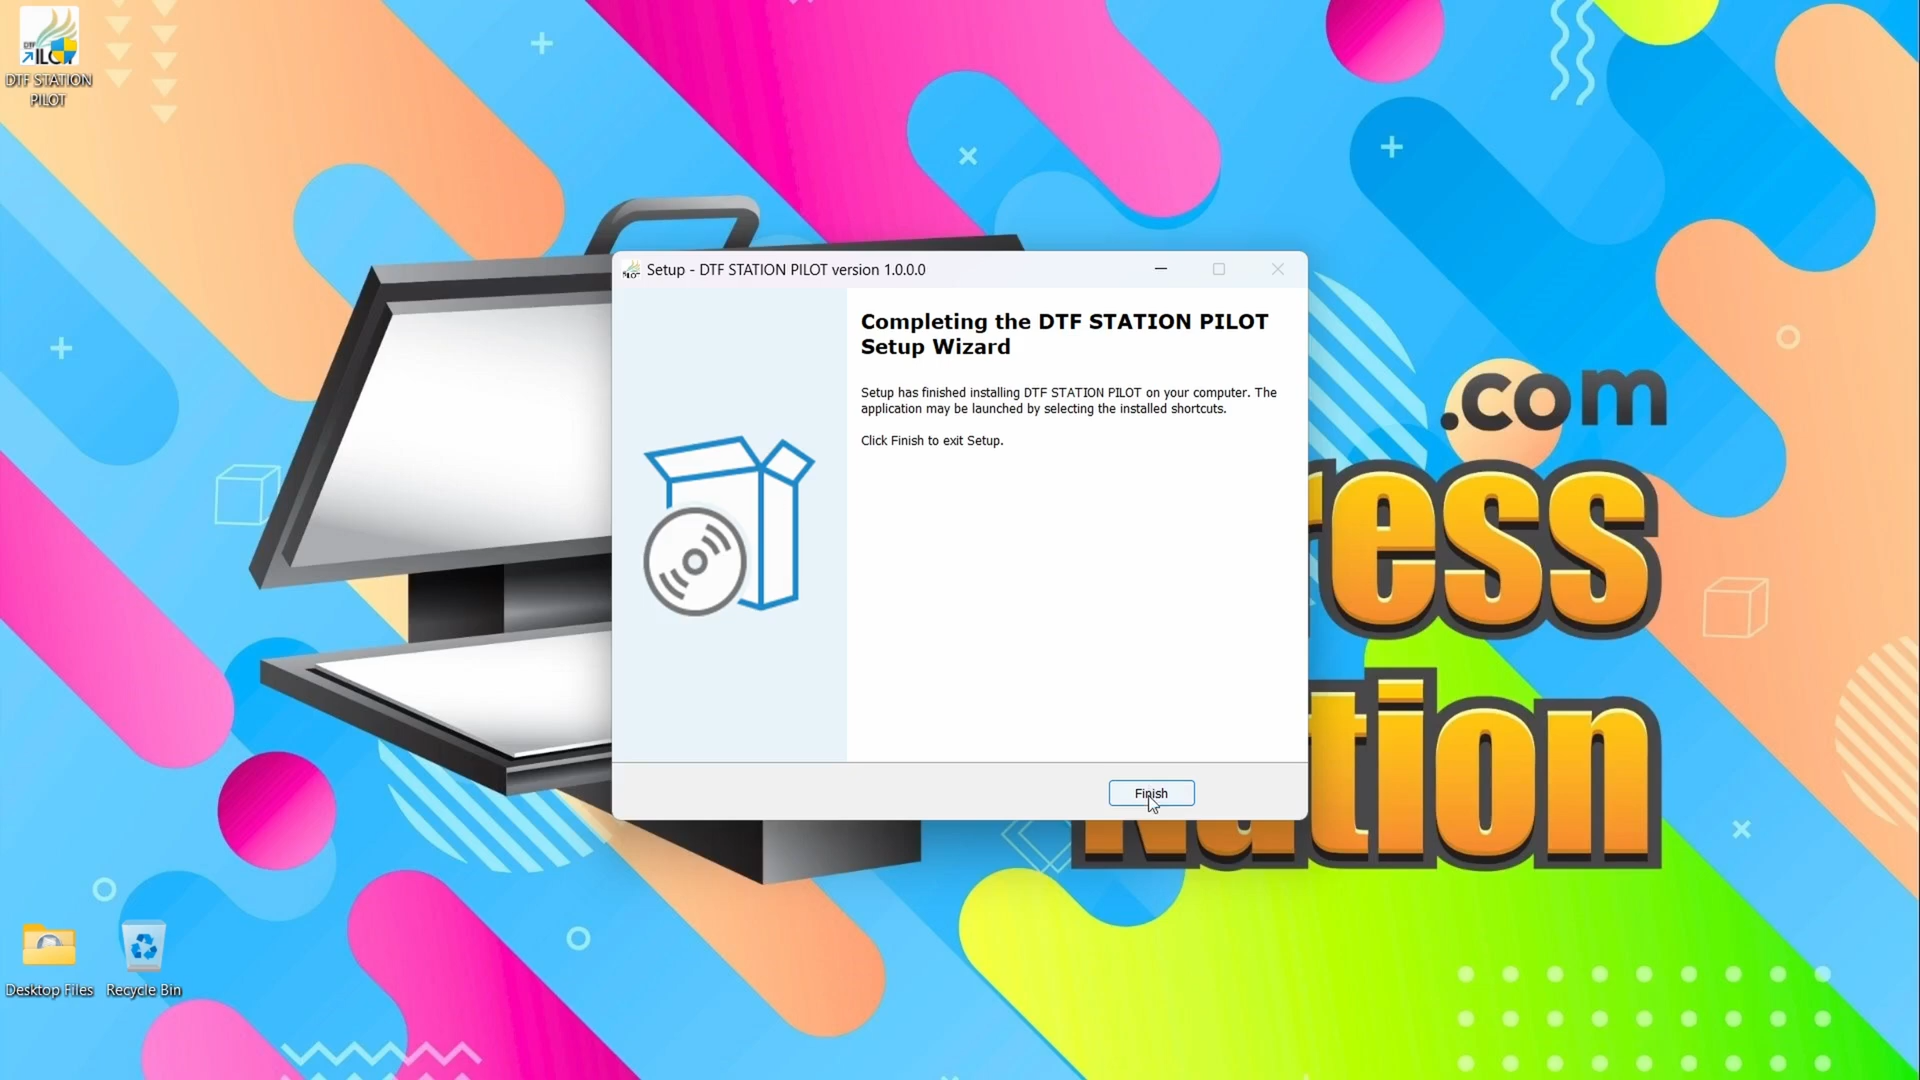 DTF STATION
PILOT
Setup - DTF STATION PILOT version 1.0.0.0
Completing the DTF STATION PILOT
Setup Wizard
Setup has finished installing DTF STATION PILOT on your computer. The
application may be launched by selecting the installed shortcuts.
Click Finish to exit Setup.
Finish
.com
ress
Nation
Desktop Files
Recycle Bin